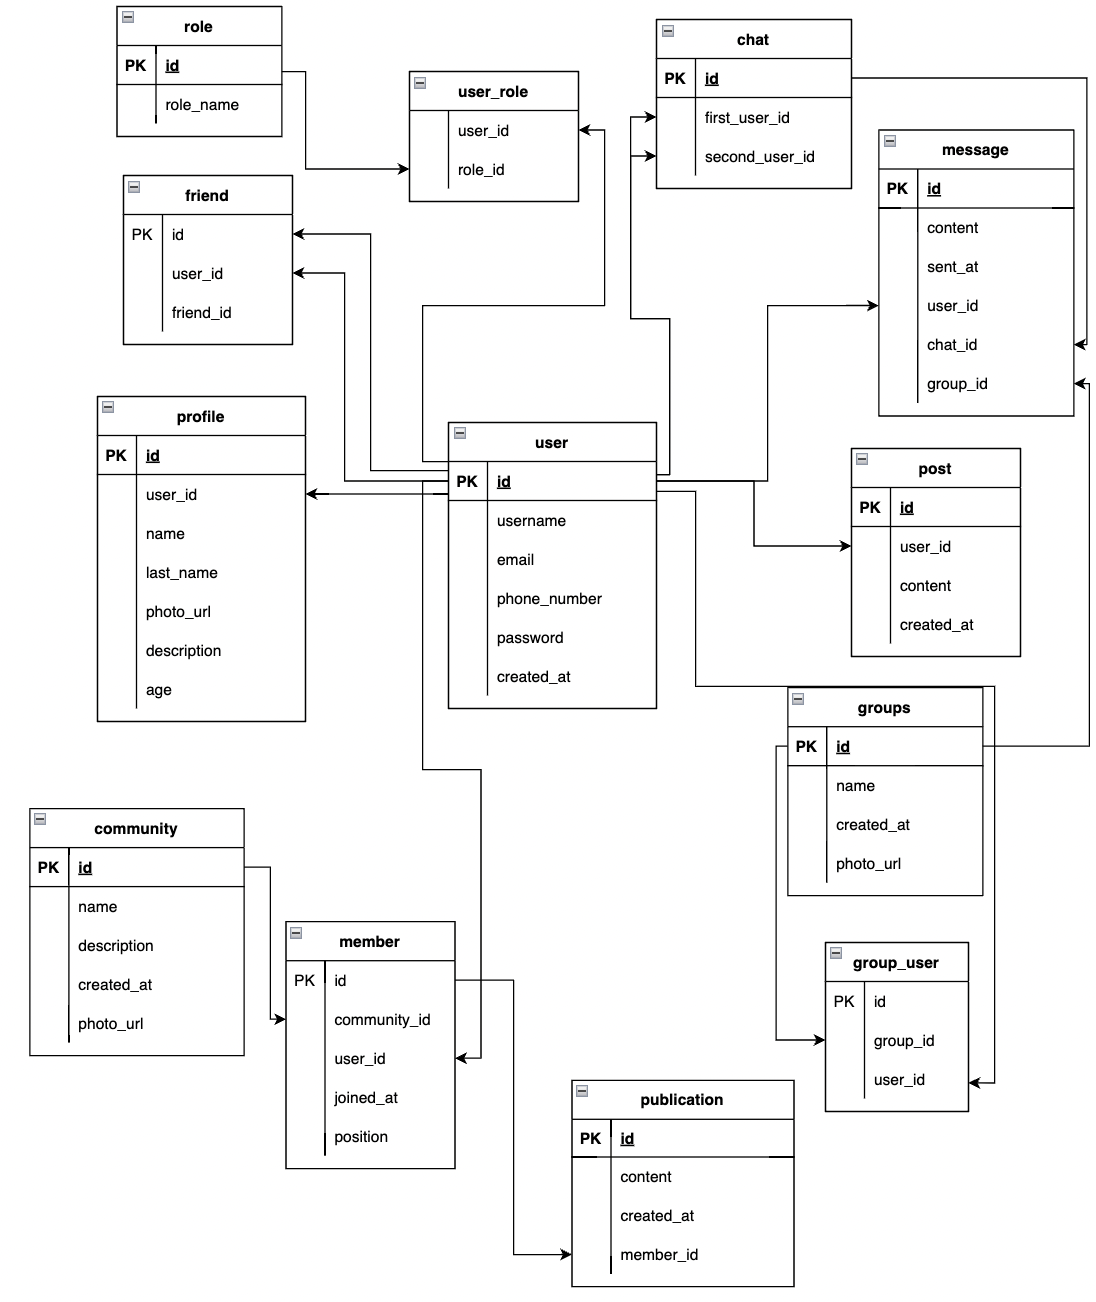 role
PK id
role_name
user_role
user_id
role_id
chat
PK id
first_user_id
second_user_id
message
PK id
content
sent_at
user_id
chat_id
group_id
friend
PK id
user_id
friend_id
profile
PK id
user_id
name
last_name
photo_url
description
age
user
PK id
username
email
phone_number
password
created_at
post
PK id
user_id
content
created_at
groups
PK id
name
created_at
photo_url
community
PK id
name
description
created_at
photo_url
member
PK id
community_id
user_id
joined_at
position
group_user
PK id
group_id
user_id
publication
PK id
content
created_at
member_id